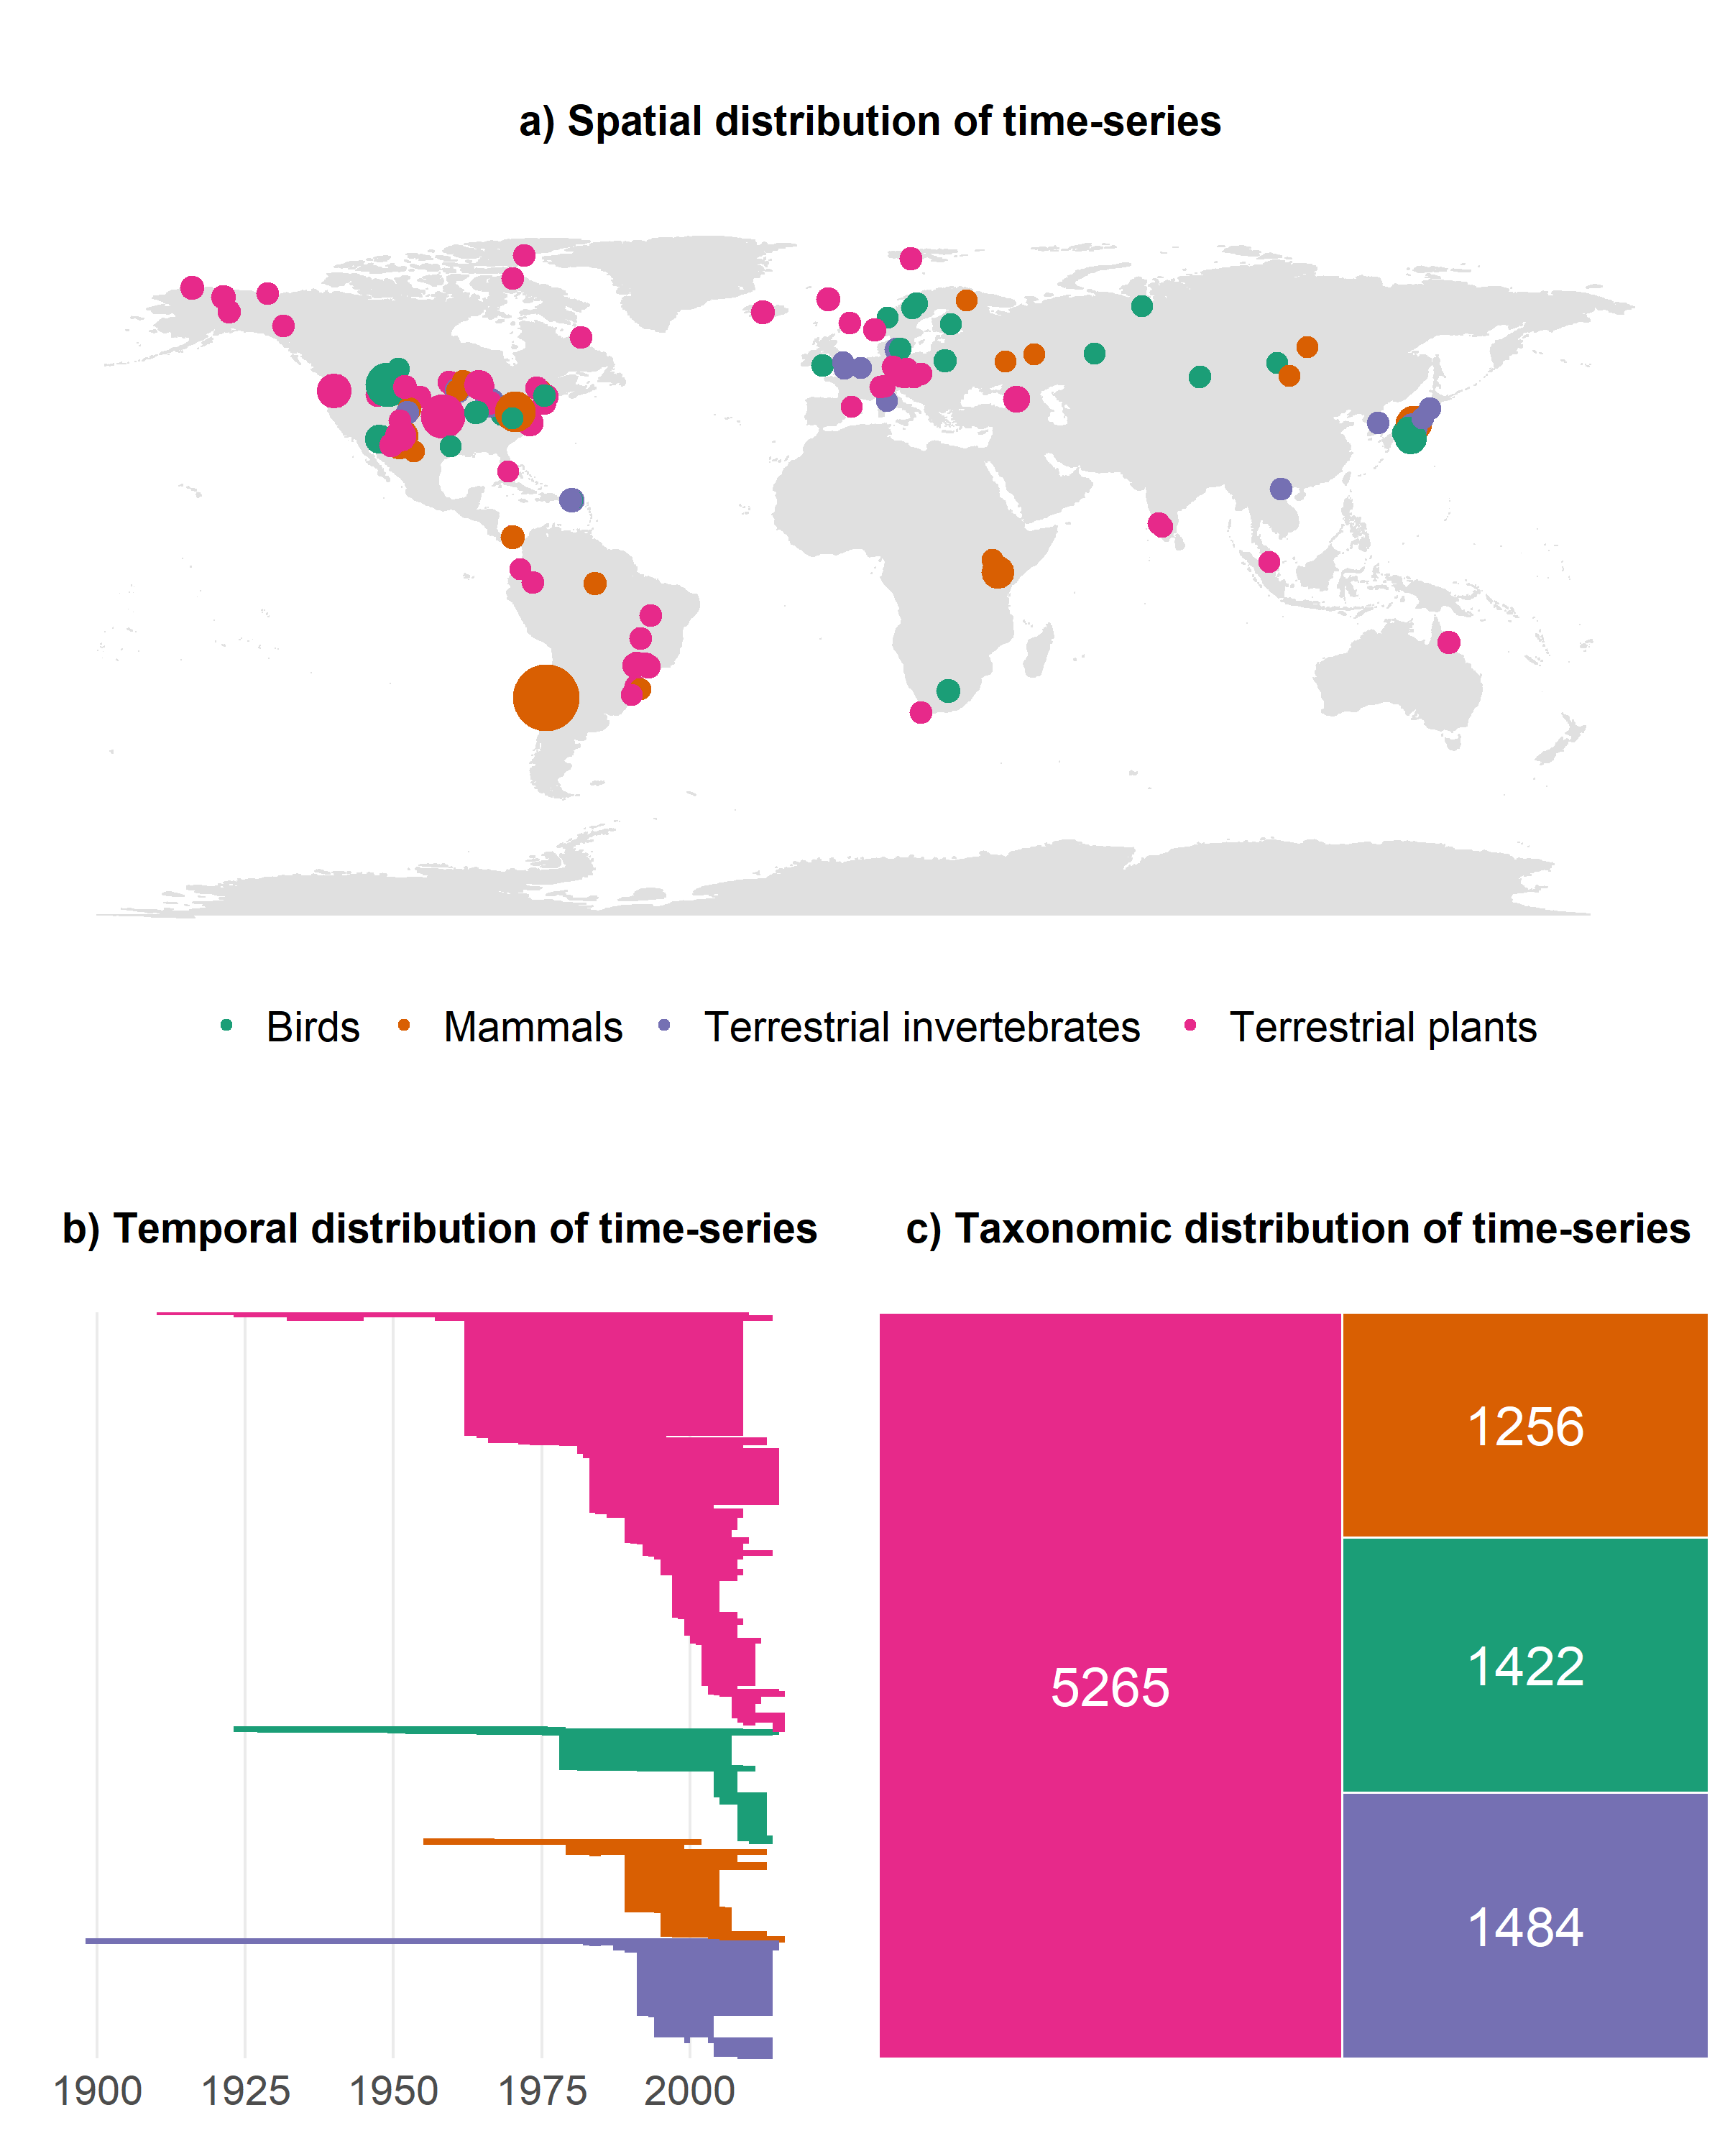 a) Spatial distribution of time-series
Birds Mammals Terrestrial invertebrates Terrestrial plants
b) Temporal distribution of time-series
c) Taxonomic distribution of time-series
1256
5265
1422
1484
1900 1925 1950 1975 2000